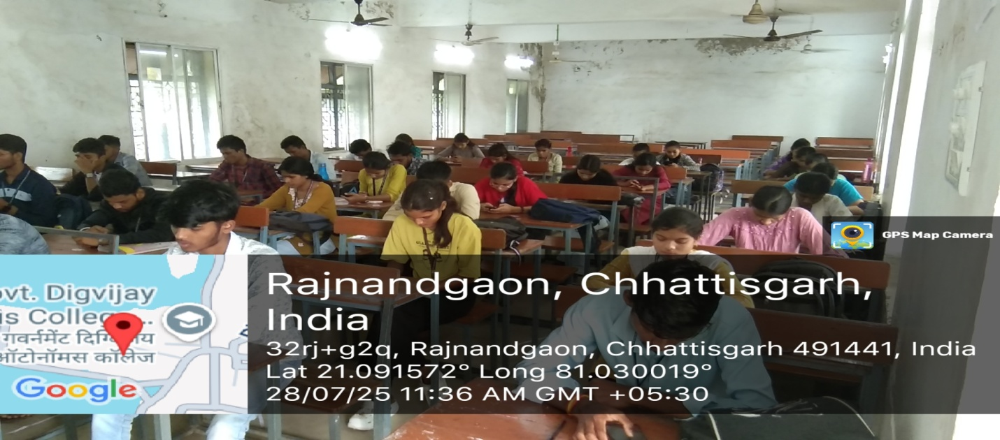 GPS Map Camera
Rajnandgaon, Chhattisgarh,
India
32rj+g2q, Rajnandgaon, Chhattisgarh 491441, India
Lat 21.091572° Long 81.030019°
28/07/25 11:36 AM GMT +05:30
ovt. Digvijay
is Colleg
गवर्नमेंट
ऑटोनॉमस कॉलेज
Google